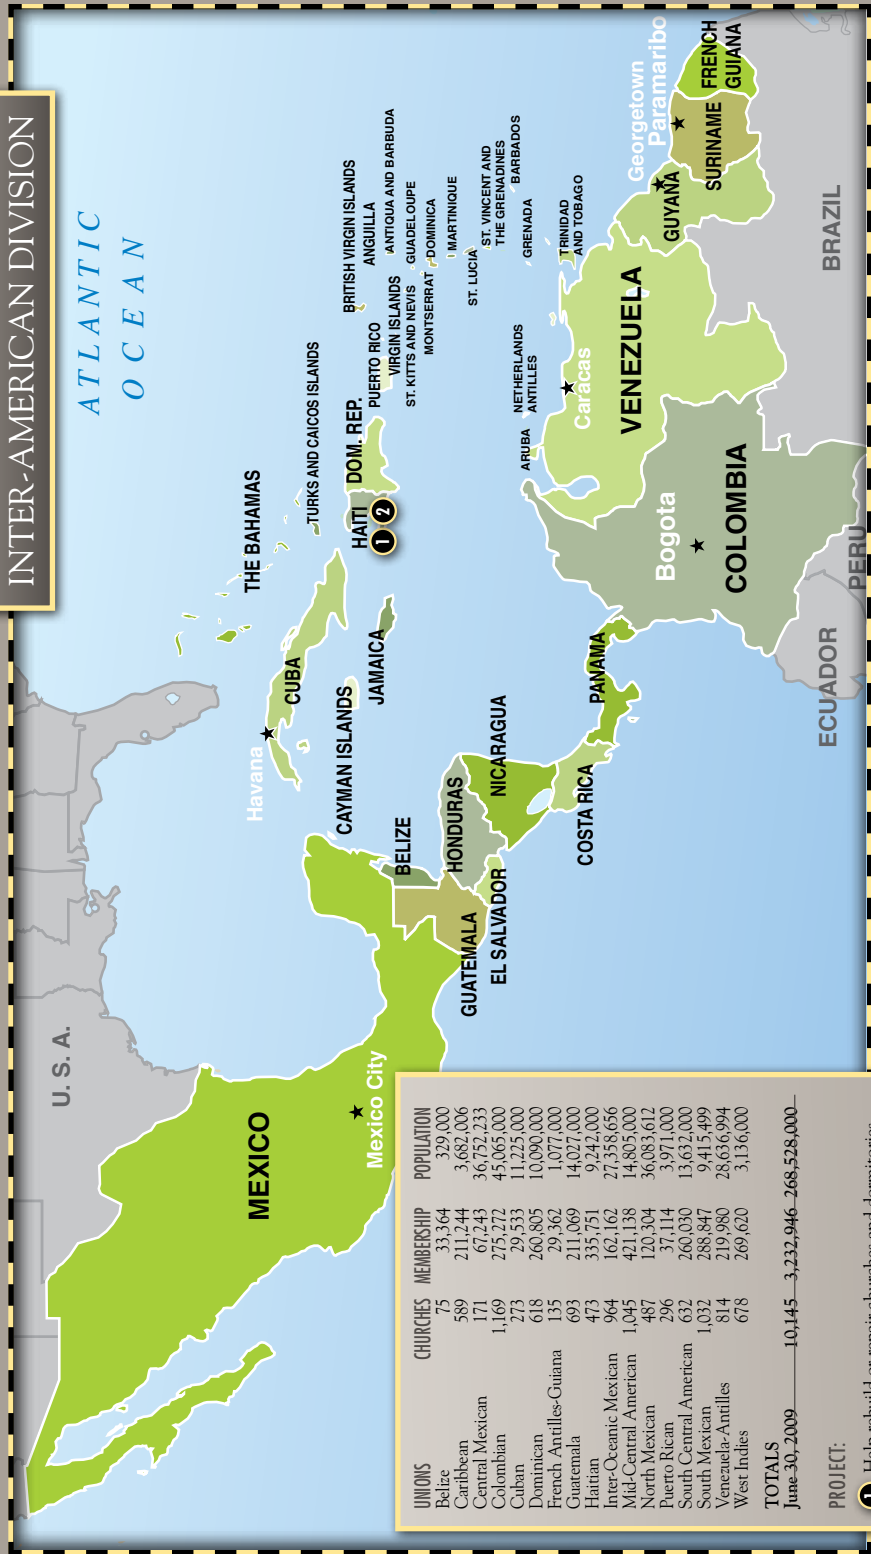 INTER-AMERICAN DIVISION
ATLANTIC
OCEAN
U. S. A.
MEXICO
Mexico City
Havana
CUBA
THE BAHAMAS
TURKS AND CAICOS ISLANDS
CAYMAN ISLANDS
JAMAICA
HAITI
1 2
DOM. REP.
PUERTO RICO
BRITISH VIRGIN ISLANDS
VIRGIN ISLANDS
ANGUILLA
ST. KITTS AND NEVIS
ANTIGUA AND BARBUDA
MONTSERRAT
GUADELOUPE
DOMINICA
MARTINIQUE
ST. LUCIA
ST. VINCENT AND
THE GRENADINES
BARBADOS
GRENADA
TRINIDAD
AND TOBAGO
NETHERLANDS
ANTILLES
ARUBA
BELIZE
GUATEMALA
HONDURAS
EL SALVADOR
NICARAGUA
COSTA RICA
PANAMA
Caracas
VENEZUELA
Bogota
COLOMBIA
Georgetown
GUYANA
Paramaribo
SURINAME
FRENCH
GUIANA
BRAZIL
ECUADOR
PERU
UNIONS CHURCHES MEMBERSHIP POPULATION
Belize 75 33,364 329,000
Caribbean 589 211,244 3,682,006
Central Mexican 171 67,243 36,752,233
Colombian 1,169 275,272 45,065,000
Cuban 273 29,533 11,225,000
Dominican 618 260,805 10,090,000
French Antilles-Guiana 135 29,362 1,077,000
Guatemala 693 211,069 14,027,000
Haitian 473 335,751 9,242,000
Inter-Oceanic Mexican 964 162,162 27,358,656
Mid-Central American 1,045 421,138 14,805,000
North Mexican 487 120,304 36,083,612
Puerto Rican 296 37,114 3,971,000
South Central American 632 260,030 13,632,000
South Mexican 1,032 288,847 9,415,499
Venezuela-Antilles 814 219,980 28,636,994
West Indies 678 269,620 3,136,000
TOTALS
June 30, 2009 10,145 3,232,946 268,528,000
PROJECT:
1 Help rebuild or repair churches and dormitories